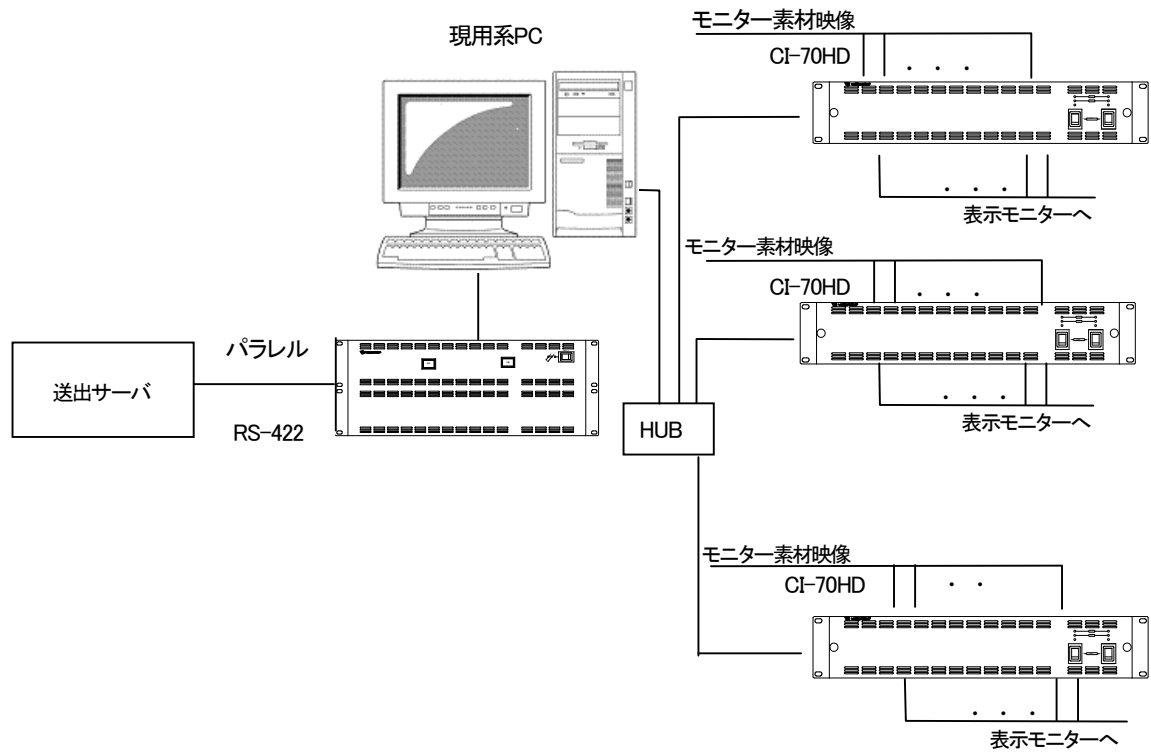 現用系PC
モニター素材映像
CI-70HD
表示モニターへ
モニター素材映像
CI-70HD
表示モニターへ
送出サーバ
パラレル
RS-422
HUB
モニター素材映像
CI-70HD
表示モニターへ